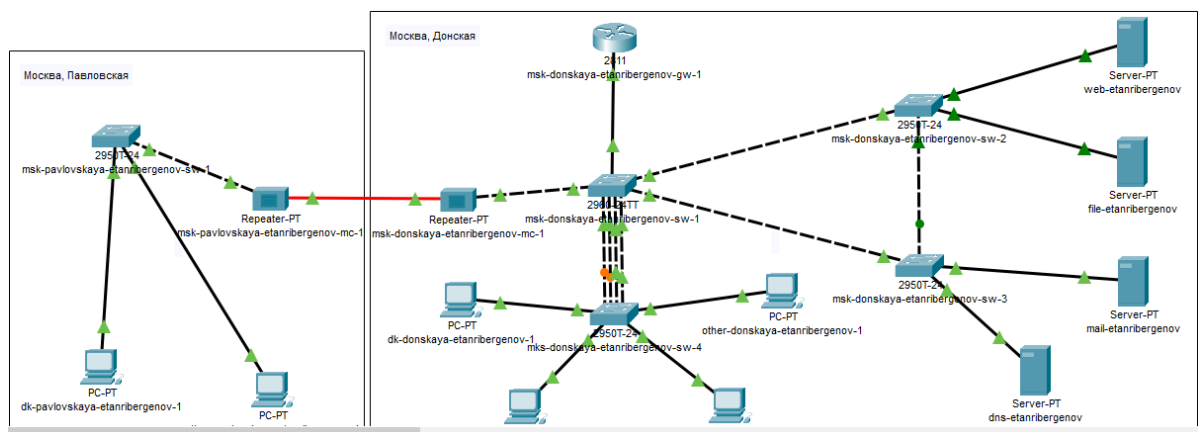 Москва, Павловская
2950T-24
msk-pavlovskaya-etanribergenov-sw-1
Repeater-PT
msk-pavlovskaya-etanribergenov-mc-1
PC-PT
dk-pavlovskaya-etanribergenov-1
PC-PT
Москва, Донская
2811
msk-donskaya-etanribergenov-gw-1
2960-24TT
msk-donskaya-etanribergenov-sw-1
Repeater-PT
msk-donskaya-etanribergenov-mc-1
2950T-24
msk-donskaya-etanribergenov-sw-2
Server-PT
web-etanribergenov
Server-PT
file-etanribergenov
2950T-24
msk-donskaya-etanribergenov-sw-3
Server-PT
mail-etanribergenov
Server-PT
dns-etanribergenov
PC-PT
dk-donskaya-etanribergenov-1
2950T-24
mks-donskaya-etanribergenov-sw-4
PC-PT
other-donskaya-etanribergenov-1